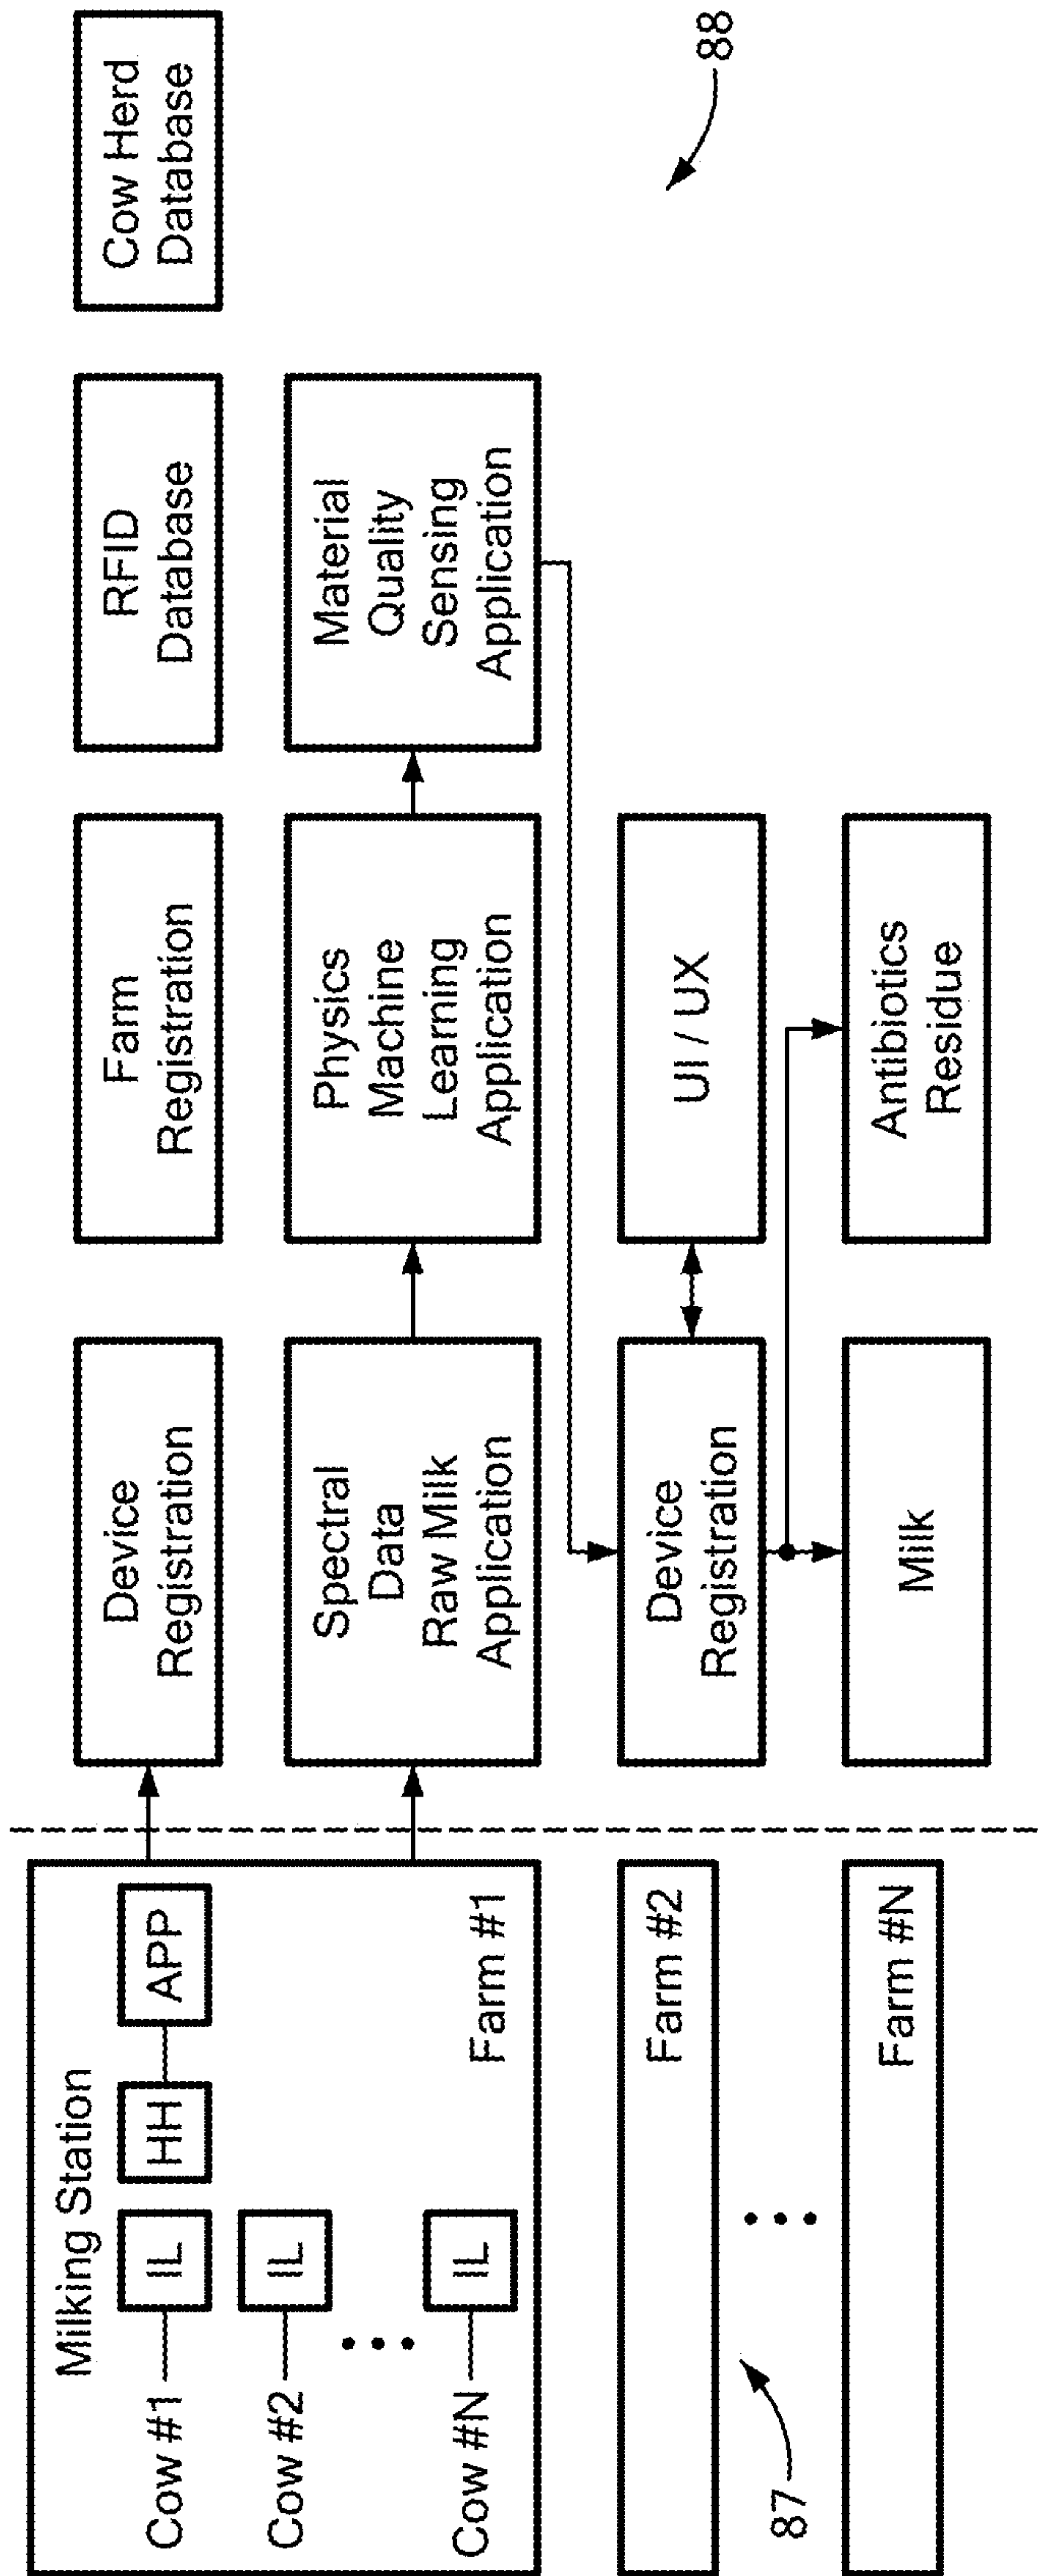 Milking Station
Cow #1
IL
HH
APP
Cow #2
IL
Cow #N
IL
Farm #1
Farm #2
Farm #N
87
Device
Registration
Farm
Registration
RFID
Database
Cow Herd
Database
Spectral
Data
Raw Milk
Application
Physics
Machine
Learning
Application
Material
Quality
Sensing
Application
Device
Registration
UI / UX
Milk
Antibiotics
Residue
88